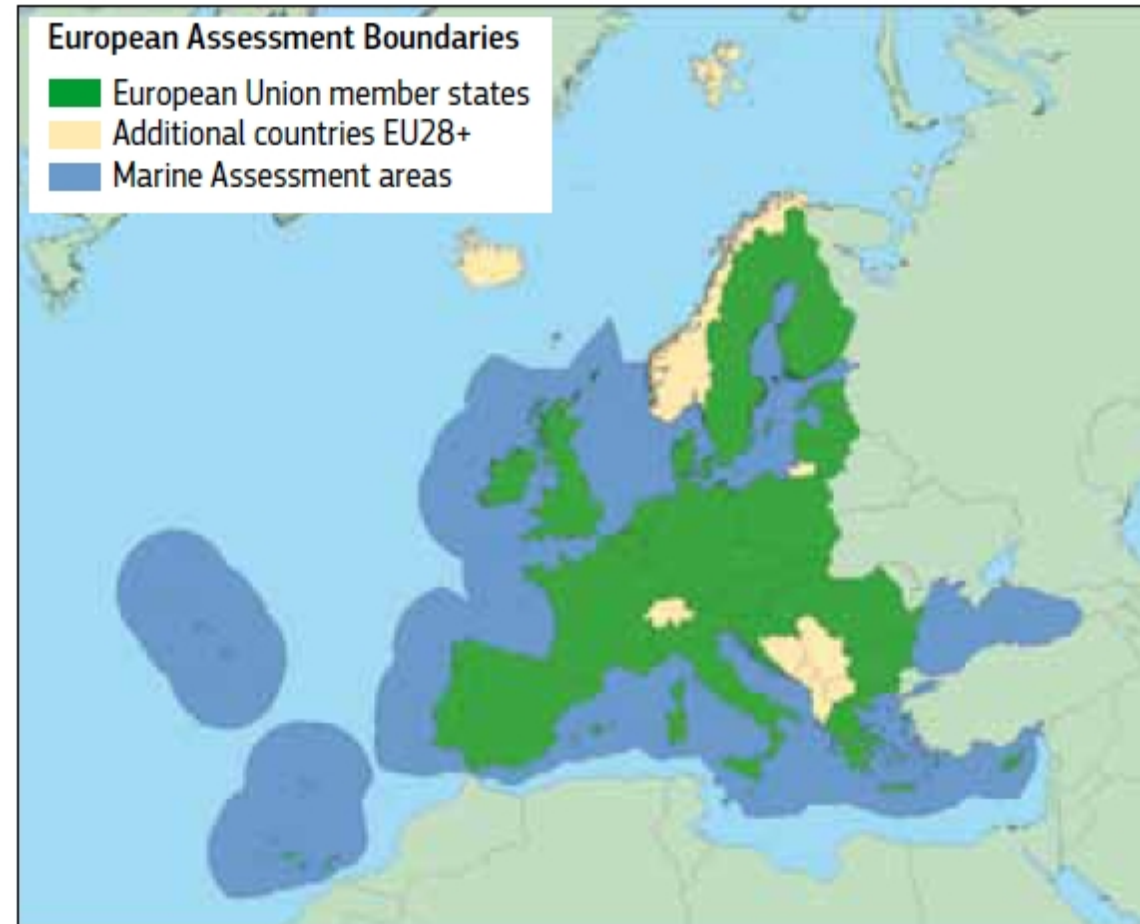 European Assessment Boundaries
European Union member states
Additional countries EU28+
Marine Assessment areas